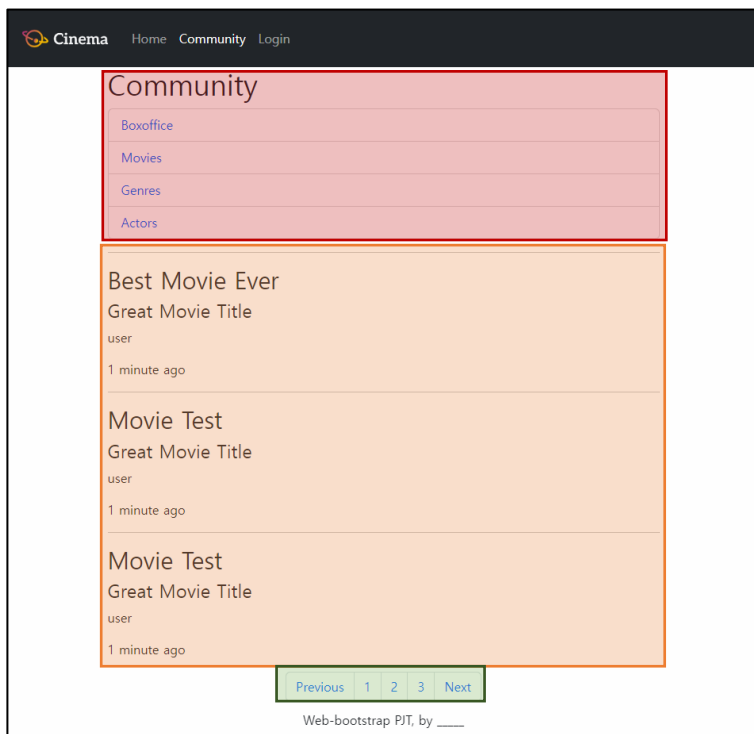 Cinema Home Community Login
Community
Boxoffice
Movies
Genres
Actors
Best Movie Ever
Great Movie Title
user
1 minute ago
Movie Test
Great Movie Title
user
1 minute ago
Movie Test
Great Movie Title
user
1 minute ago
Previous 1 2 3 Next
Web-bootstrap PJT, by _____